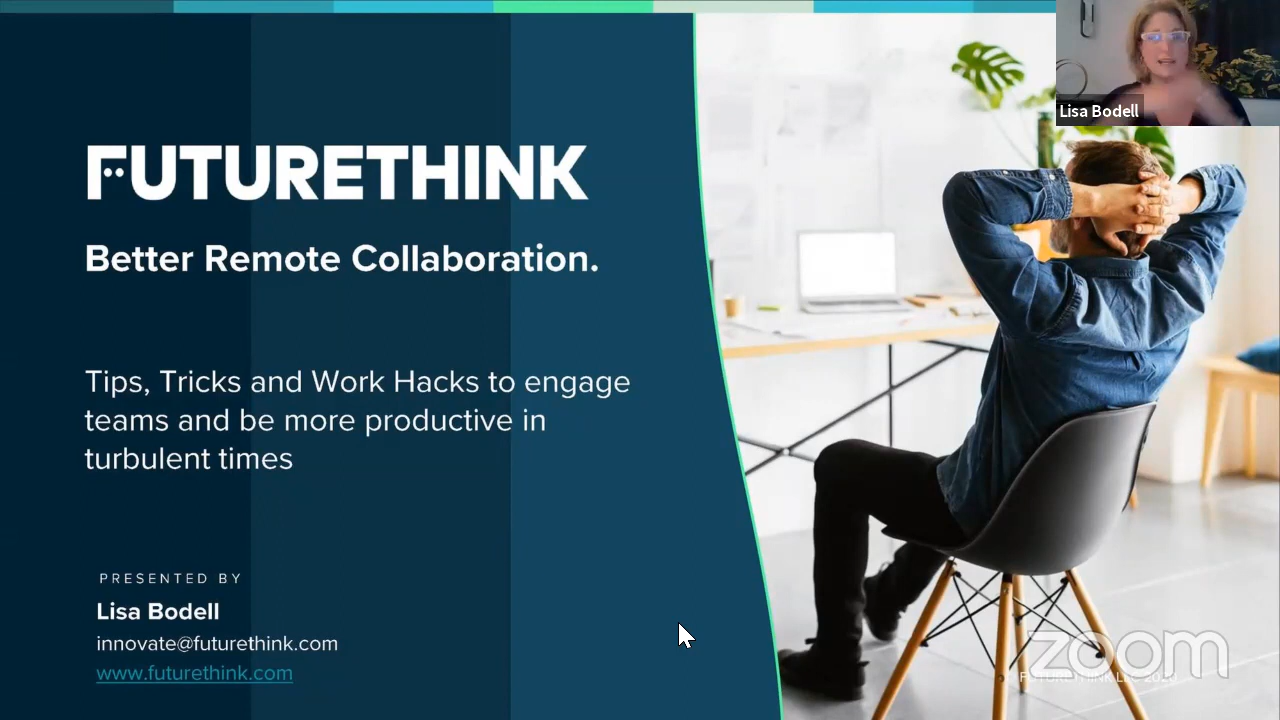 FUTURETHINK
Better Remote Collaboration.
Tips, Tricks and Work Hacks to engage
teams and be more productive in
turbulent times
PRESENTED BY
Lisa Bodell
innovate@futurethink.com
www.futurethink.com
Lisa Bodell
zoom